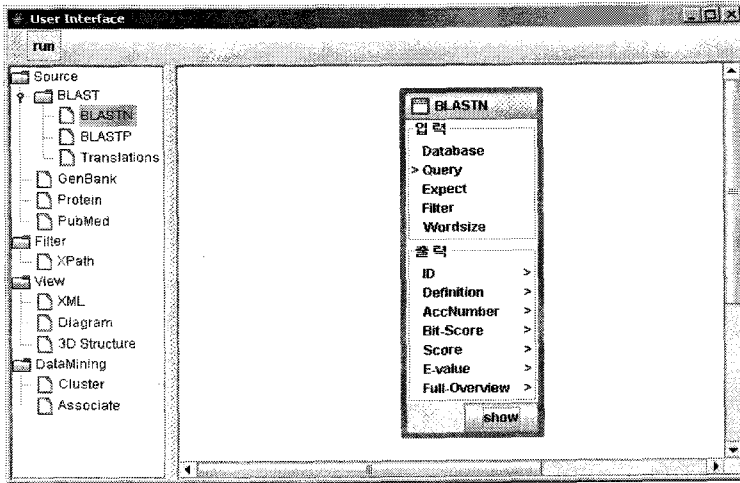 User Interface
run
Source
BLAST
BLASTN
BLASTP
Translations
GenBank
Protein
PubMed
Filter
XPath
View
XML
Diagram
3D Structure
DataMining
Cluster
Associate
BLASTN
입력
Database
> Query
Expect
Filter
Wordsize
출력
ID >
Definition >
AccNumber >
Bit-Score >
Score >
E-value >
Full-Overview >
show